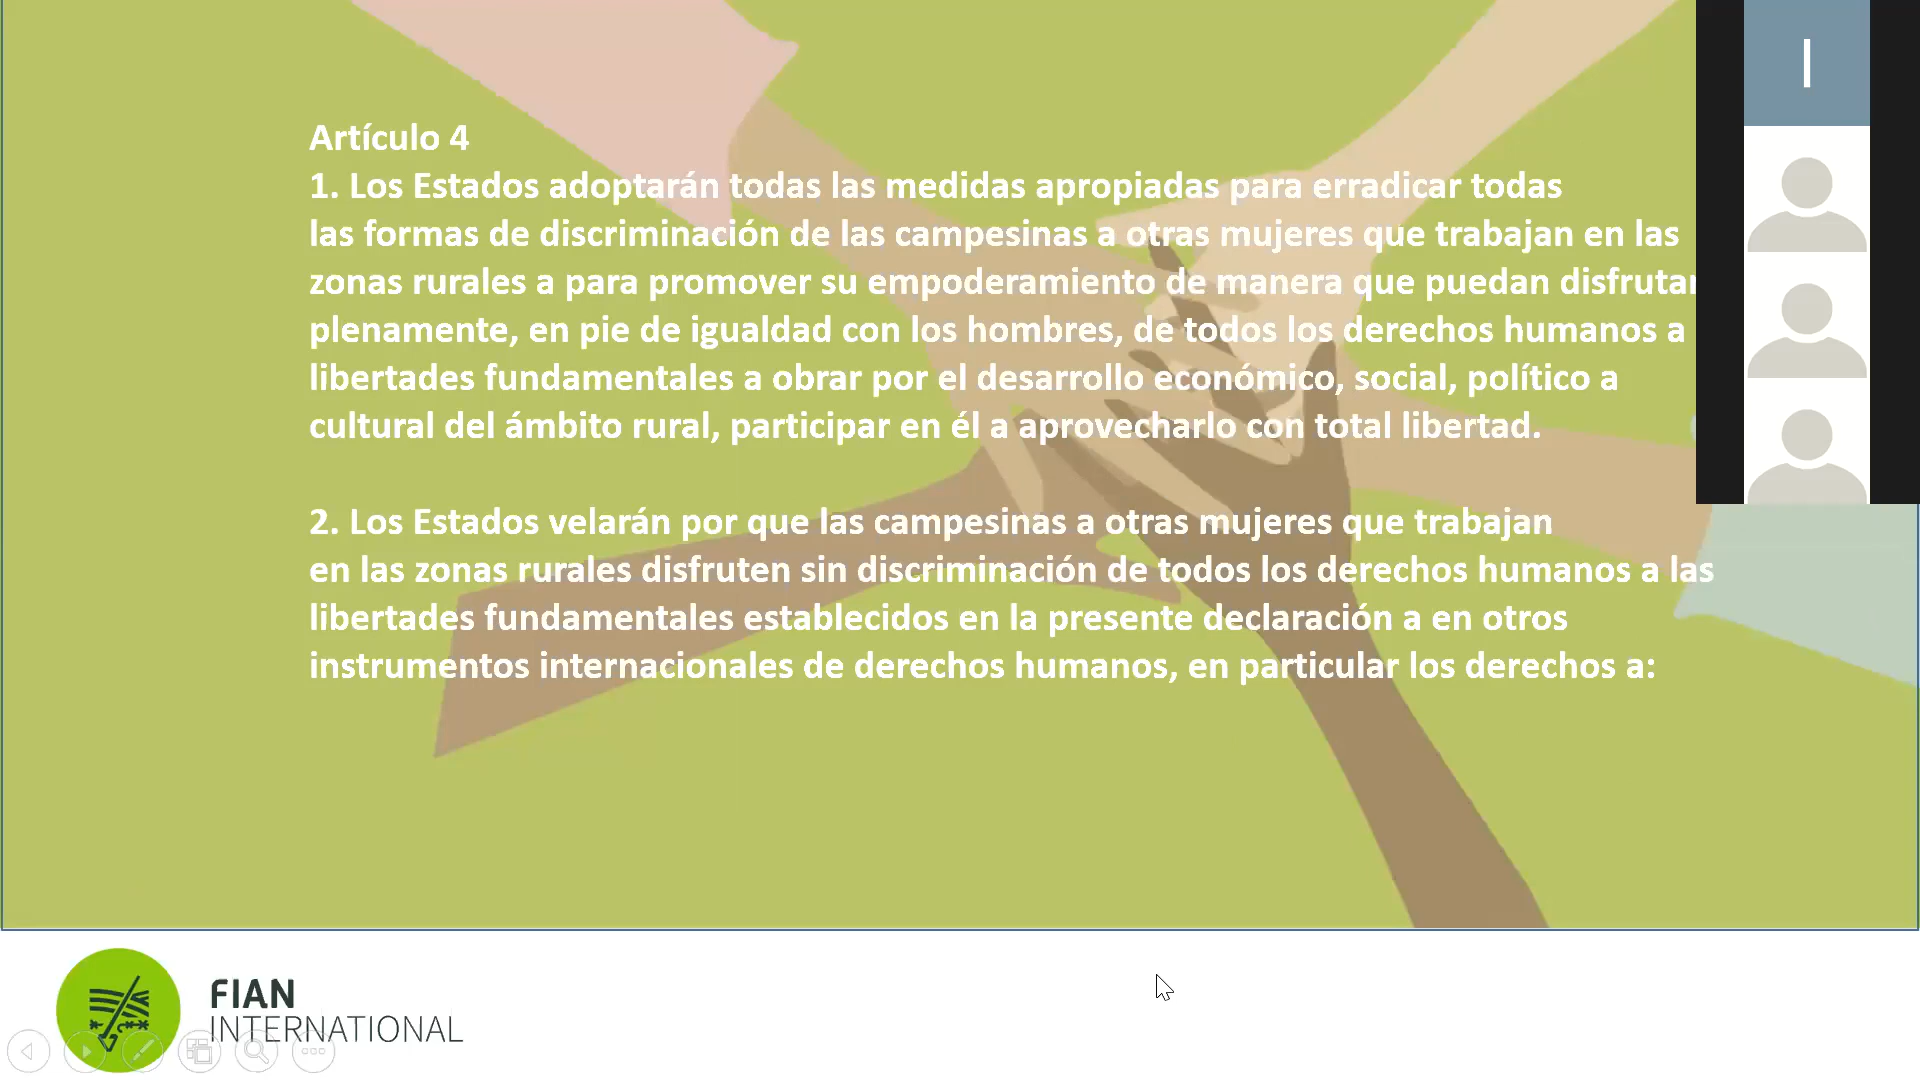 Artículo 4
1. Los Estados adoptarán todas las medidas apropiadas para erradicar todas
las formas de discriminación de las campesinas a otras mujeres que trabajan en las
zonas rurales a para promover su empoderamiento de manera que puedan disfrutar
plenamente, en pie de igualdad con los hombres, de todos los derechos humanos a
libertades fundamentales a obrar por el desarrollo económico, social, político a
cultural del ámbito rural, participar en él a aprovecharlo con total libertad.
2. Los Estados velarán por que las campesinas a otras mujeres que trabajan
en las zonas rurales disfruten sin discriminación de todos los derechos humanos a las
libertades fundamentales establecidos en la presente declaración a en otros
instrumentos internacionales de derechos humanos, en particular los derechos a:
FIAN
INTERNATIONAL